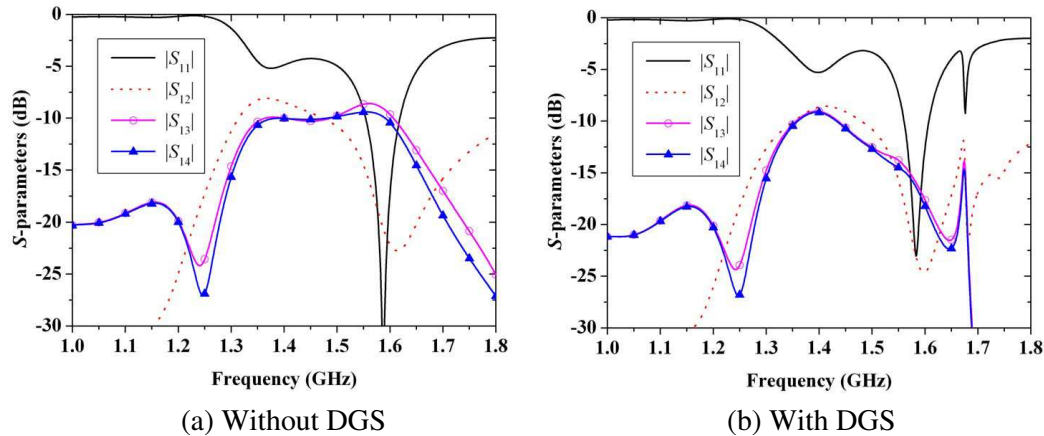 0
-5
-10
-15
-20
-25
-30
S-parameters (dB)
|S11|
|S12|
|S13|
|S14|
1.0 1.1 1.2 1.3 1.4 1.5 1.6 1.7 1.8
Frequency (GHz)
(a) Without DGS
0
-5
-10
-15
-20
-25
-30
S-parameters (dB)
|S11|
|S12|
|S13|
|S14|
1.0 1.1 1.2 1.3 1.4 1.5 1.6 1.7 1.8
Frequency (GHz)
(b) With DGS